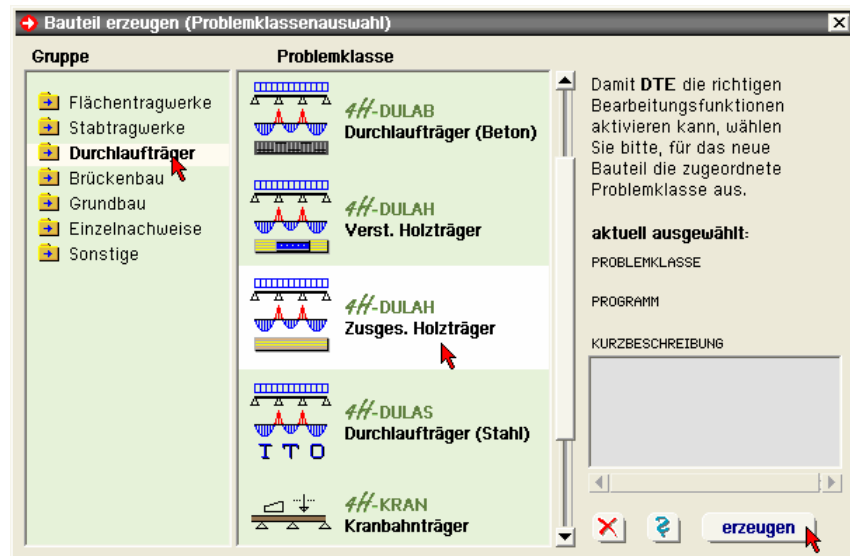 Bauteil erzeugen (Problemklassenauswahl)
Gruppe
Problemklasse
Flächentragwerke
Stabtragwerke
Durchlaufträger
Brückenbau
Grundbau
Einzelnachweise
Sonstige
4H-DULAB
Durchlaufträger (Beton)
4H-DULAH
Verst. Holzträger
4H-DULAH
Zusges. Holzträger
4H-DULAS
Durchlaufträger (Stahl)
I T O
4H-KRAN
Kranbahnträger
Damit DTE die richtigen
Bearbeitungsfunktionen
aktivieren kann, wählen
Sie bitte, für das neue
Bauteil die zugeordnete
Problemklasse aus.
aktuell ausgewählt:
PROBLEMKLASSE
PROGRAMM
KURZBESCHREIBUNG
erzeugen